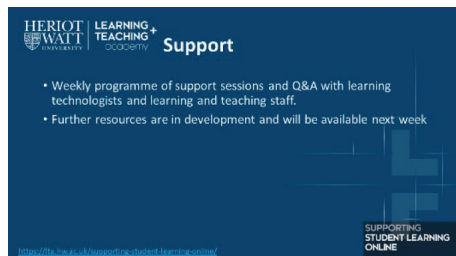 HERIOT WATT UNIVERSITY
LEARNING + TEACHING academy
Support
• Weekly programme of support sessions and Q&A with learning
technologists and learning and teaching staff.
• Further resources are in development and will be available next week
SUPPORTING
STUDENT LEARNING
ONLINE
https://lta.hw.ac.uk/supporting-student-learning-online/